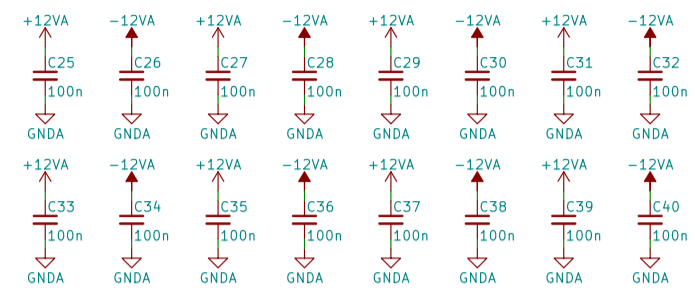 +12VA -12VA +12VA -12VA +12VA -12VA +12VA -12VA
C25 C26 C27 C28 C29 C30 C31 C32
100n 100n 100n 100n 100n 100n 100n 100n
GNDA GNDA GNDA GNDA GNDA GNDA GNDA GNDA
+12VA -12VA +12VA -12VA +12VA -12VA +12VA -12VA
C33 C34 C35 C36 C37 C38 C39 C40
100n 100n 100n 100n 100n 100n 100n 100n
GNDA GNDA GNDA GNDA GNDA GNDA GNDA GNDA